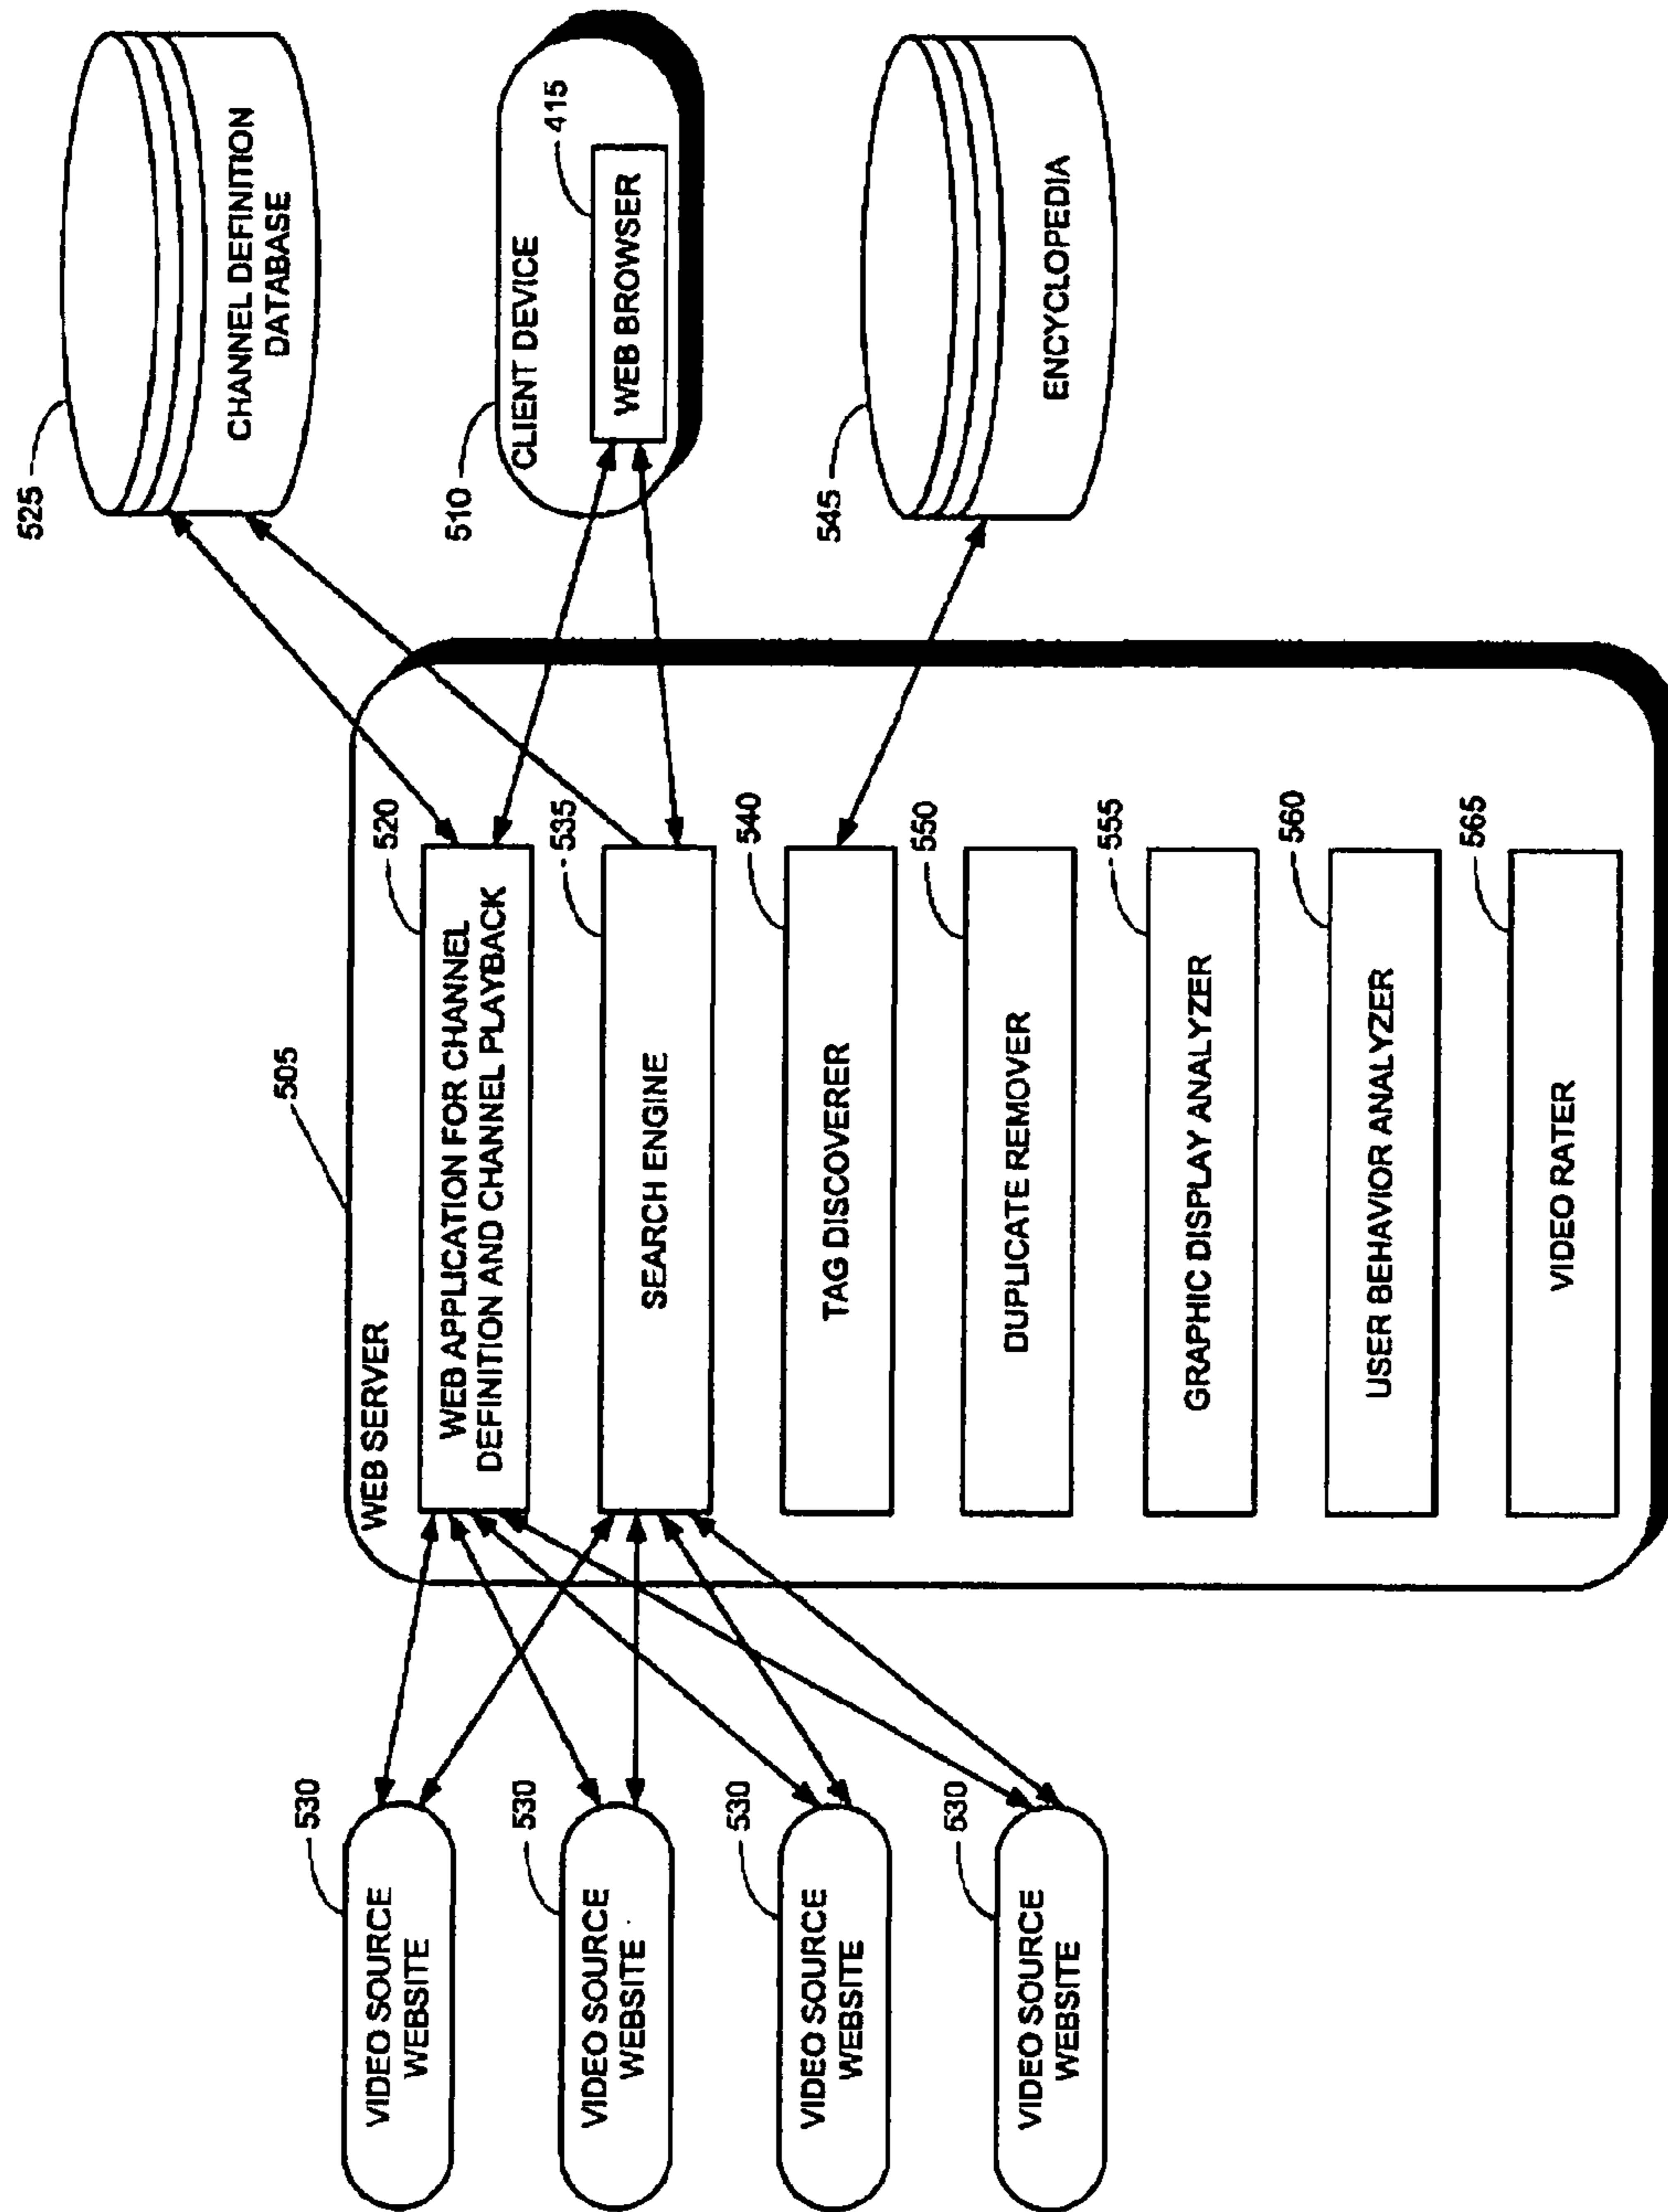 525
CHANNEL DEFINITION
DATABASE
510
CLIENT DEVICE
415
WEB BROWSER
545
ENCYCLOPEDIA
505
WEB SERVER
520
WEB APPLICATION FOR CHANNEL
DEFINITION AND CHANNEL PLAYBACK
535
SEARCH ENGINE
540
TAG DISCOVERER
550
DUPLICATE REMOVER
555
GRAPHIC DISPLAY ANALYZER
560
USER BEHAVIOR ANALYZER
565
VIDEO RATER
530
VIDEO SOURCE
WEBSITE
530
VIDEO SOURCE
WEBSITE
530
VIDEO SOURCE
WEBSITE
530
VIDEO SOURCE
WEBSITE